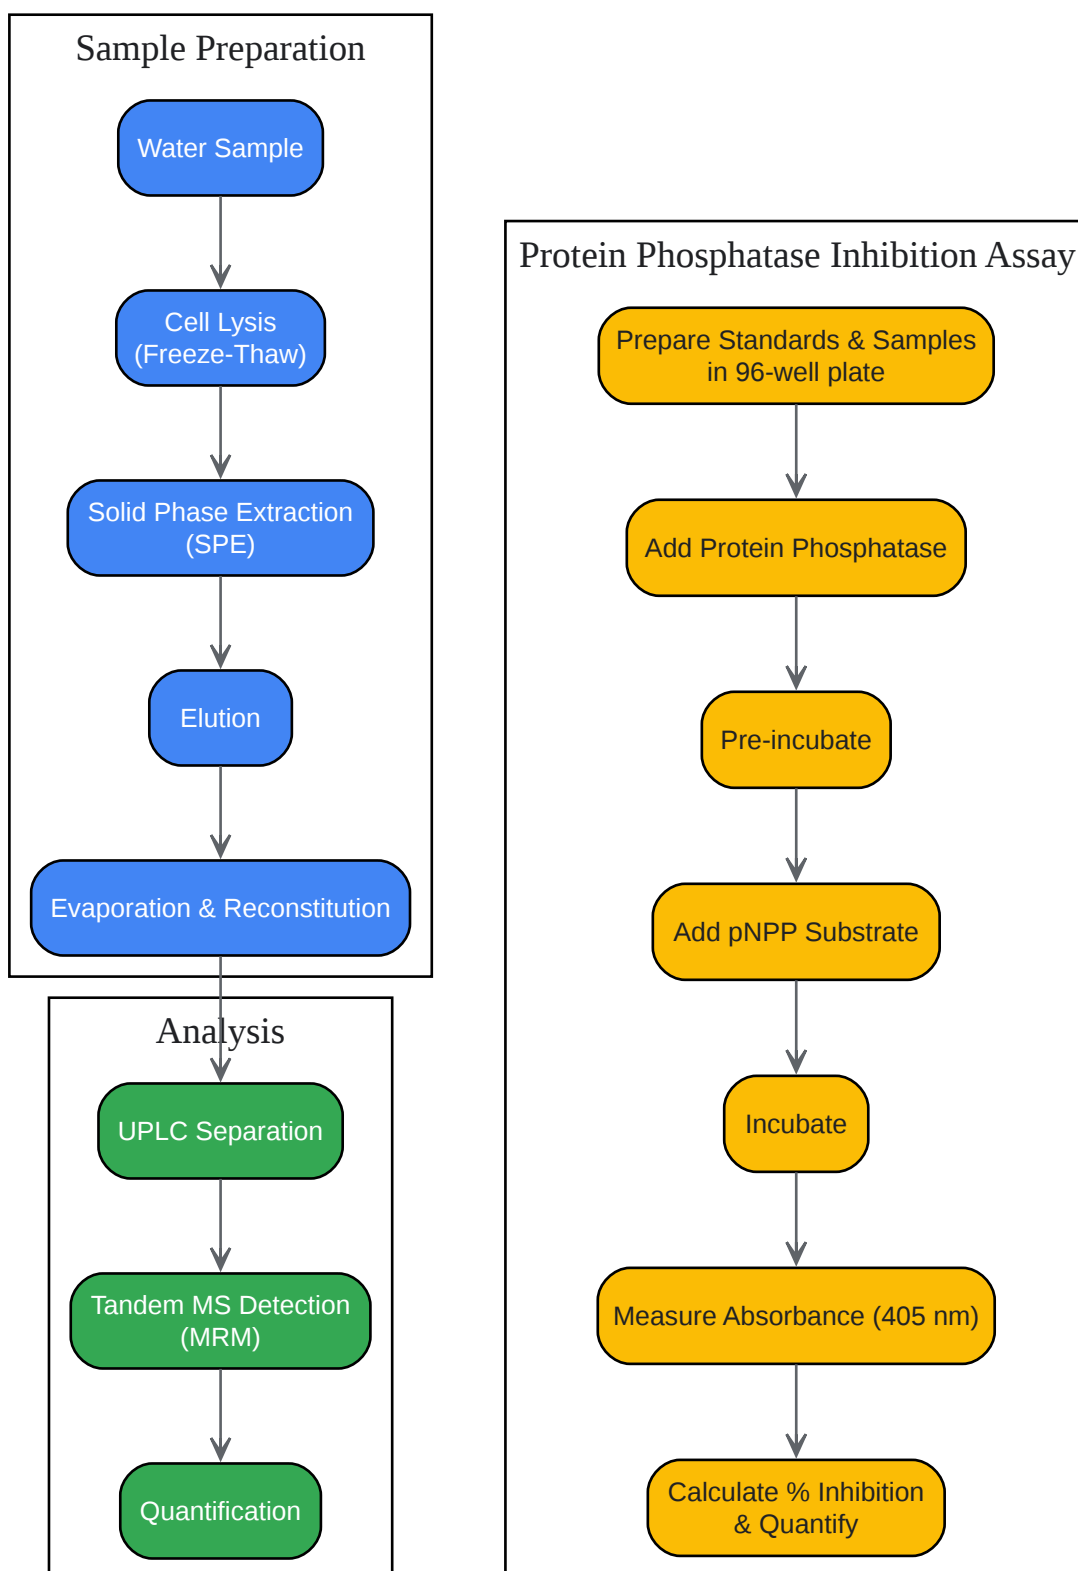 Sample Preparation
Water Sample
Cell Lysis
(Freeze-Thaw)
Solid Phase Extraction
(SPE)
Elution
Evaporation & Reconstitution
Analysis
UPLC Separation
Tandem MS Detection
(MRM)
Quantification
Protein Phosphatase Inhibition Assay
Prepare Standards & Samples
in 96-well plate
Add Protein Phosphatase
Pre-incubate
Add pNPP Substrate
Incubate
Measure Absorbance (405 nm)
Calculate % Inhibition
& Quantify